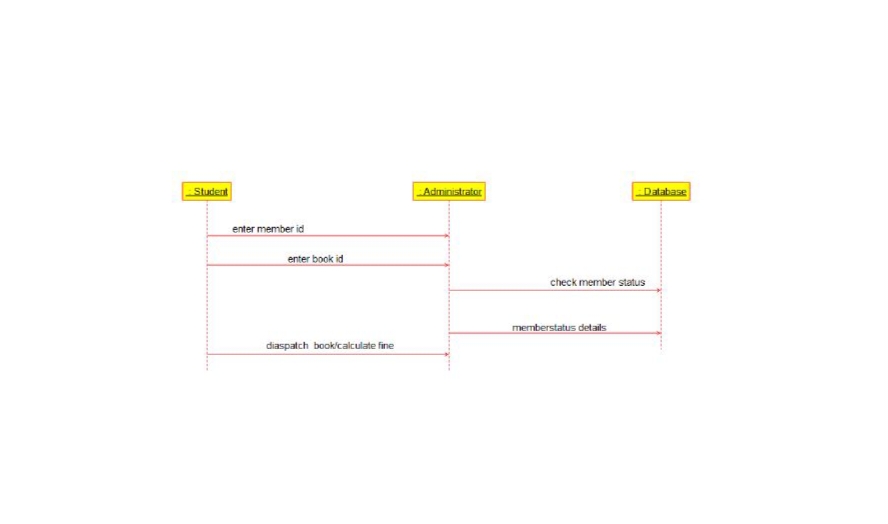 : Student
: Administrator
: Database
enter member id
enter book id
check member status
memberstatus details
diaspatch book/calculate fine